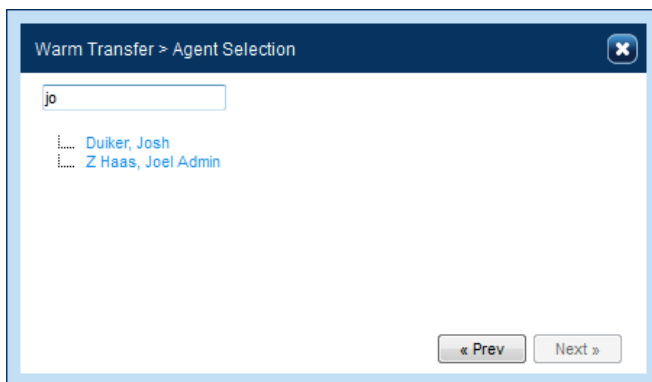 Warm Transfer > Agent Selection
jo
Duiker, Josh
Z Haas, Joel Admin
« Prev
Next »